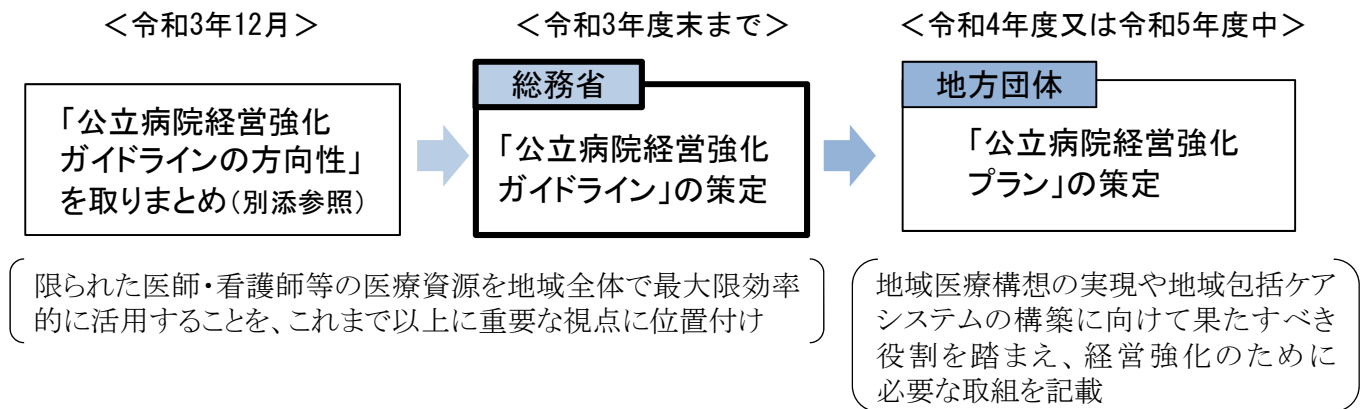 ＜令和3年12月＞
＜令和3年度末まで＞
＜令和4年度又は令和5年度中＞
「公立病院経営強化
ガイドラインの方向性」
を取りまとめ(別添参照)
総務省
「公立病院経営強化
ガイドライン」の策定
地方団体
「公立病院経営強化
プラン」の策定
限られた医師・看護師等の医療資源を地域全体で最大限効率
的に活用することを、これまで以上に重要な視点に位置付け
地域医療構想の実現や地域包括ケア
システムの構築に向けて果たすべき
役割を踏まえ、経営強化のために
必要な取組を記載